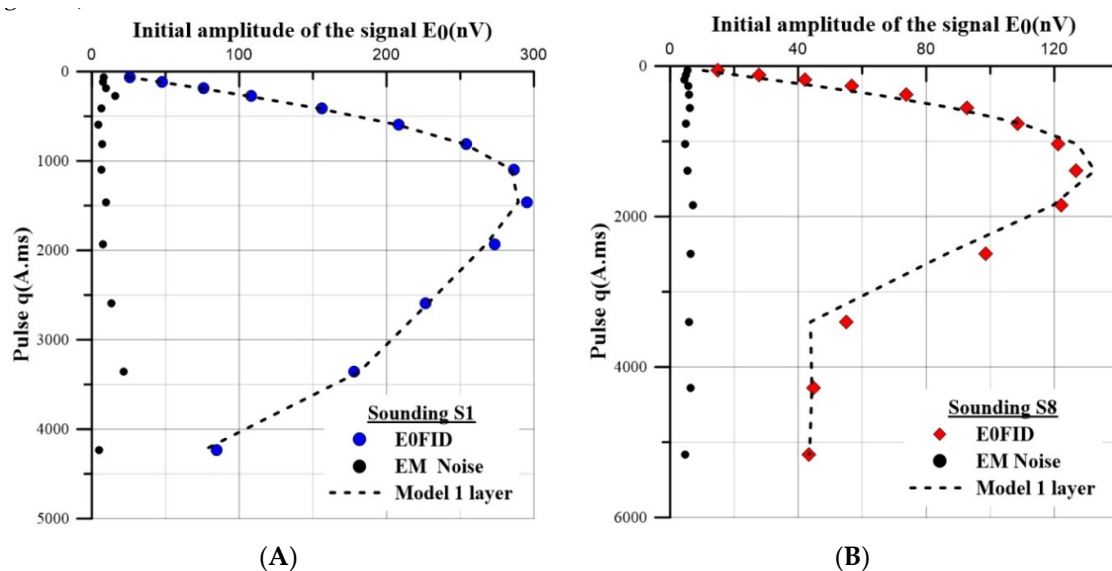 Initial amplitude of the signal E0(nV)
0 100 200 300
Pulse q(A.ms)
0
1000
2000
3000
4000
5000
Sounding S1
E0FID
EM Noise
Model 1 layer
(A)
Initial amplitude of the signal E0(nV)
0 40 80 120
Pulse q(A.ms)
0
2000
4000
6000
Sounding S8
E0FID
EM Noise
Model 1 layer
(B)